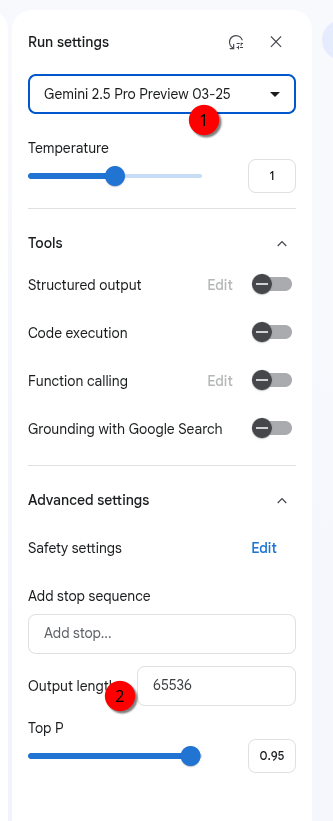 Run settings
Gemini 2.5 Pro Preview 03-25
1
Temperature
1
Tools
Structured output Edit
Code execution
Function calling Edit
Grounding with Google Search
Advanced settings
Safety settings Edit
Add stop sequence
Add stop...
Output length 65536
2
Top P
0.95